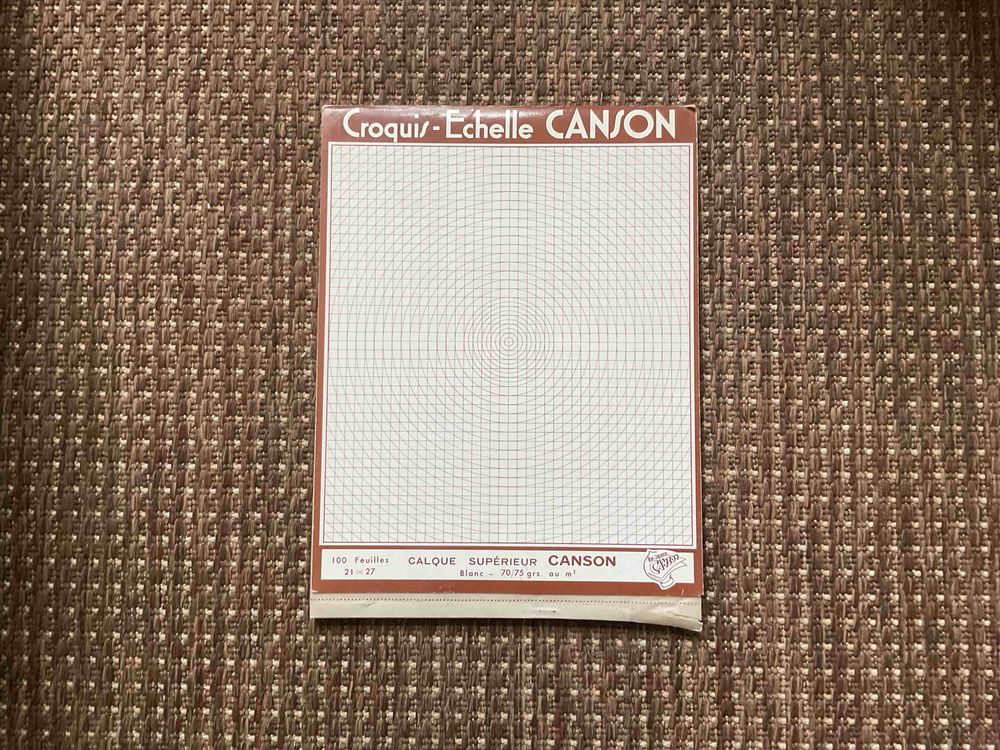 Croquis - Echelle CANSON
100 Feuilles CALQUE SUPÉRIEUR CANSON
21 × 27 Blanc – 70/75 grs. au m²